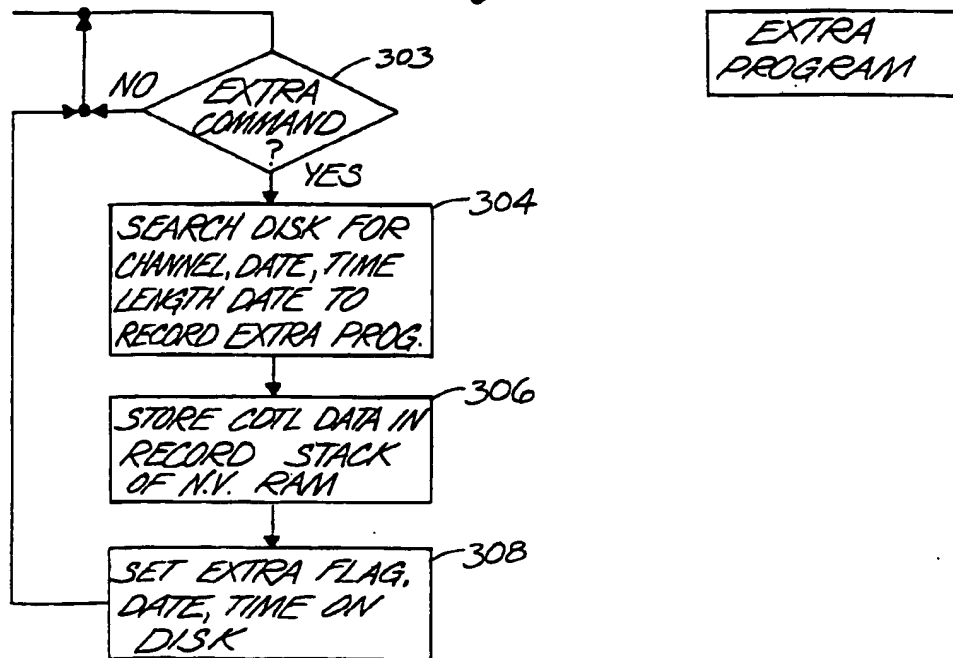 EXTRA
PROGRAM
303
NO
EXTRA
COMMAND
?
YES
304
SEARCH DISK FOR
CHANNEL, DATE, TIME
LENGTH DATE TO
RECORD EXTRA PROG.
306
STORE CDTL DATA IN
RECORD STACK
OF N.V. RAM
308
SET EXTRA FLAG,
DATE, TIME ON
DISK